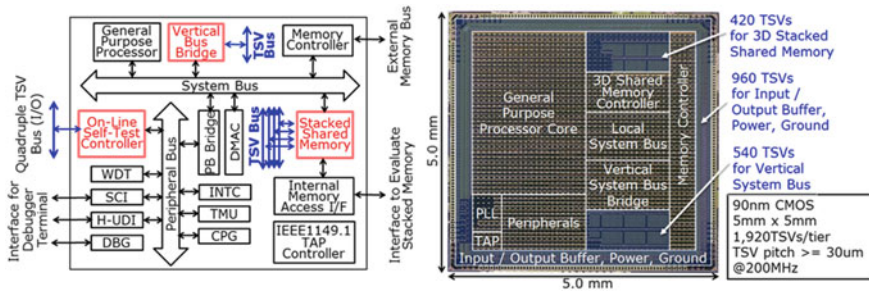 General
Purpose
Processor
Vertical
Bus
Bridge
TSV
Bus
Memory
Controller
External
Memory Bus
System Bus
Quadruple TSV
Bus (I/O)
On-Line
Self-Test
Controller
Peripheral Bus
PB Bridge
DMAC
TSV Bus
Stacked
Shared
Memory
WDT
SCI
H-UDI
DBG
INTC
TMU
CPG
Internal
Memory
Access I/F
IEEE1149.1
TAP
Controller
Interface for
Debugger
Terminal
Interface to Evaluate
Stacked Memory
5.0 mm
General
Purpose
Processor Core
3D Shared
Memory
Controller
Local
System Bus
Vertical
System Bus
Bridge
Memory Controller
PLL
TAP
Peripherals
Input / Output Buffer, Power, Ground
5.0 mm
420 TSVs
for 3D Stacked
Shared Memory
960 TSVs
for Input /
Output Buffer,
Power, Ground
540 TSVs
for Vertical
System Bus
90nm CMOS
5mm x 5mm
1,920TSVs/tier
TSV pitch >= 30um
@200MHz